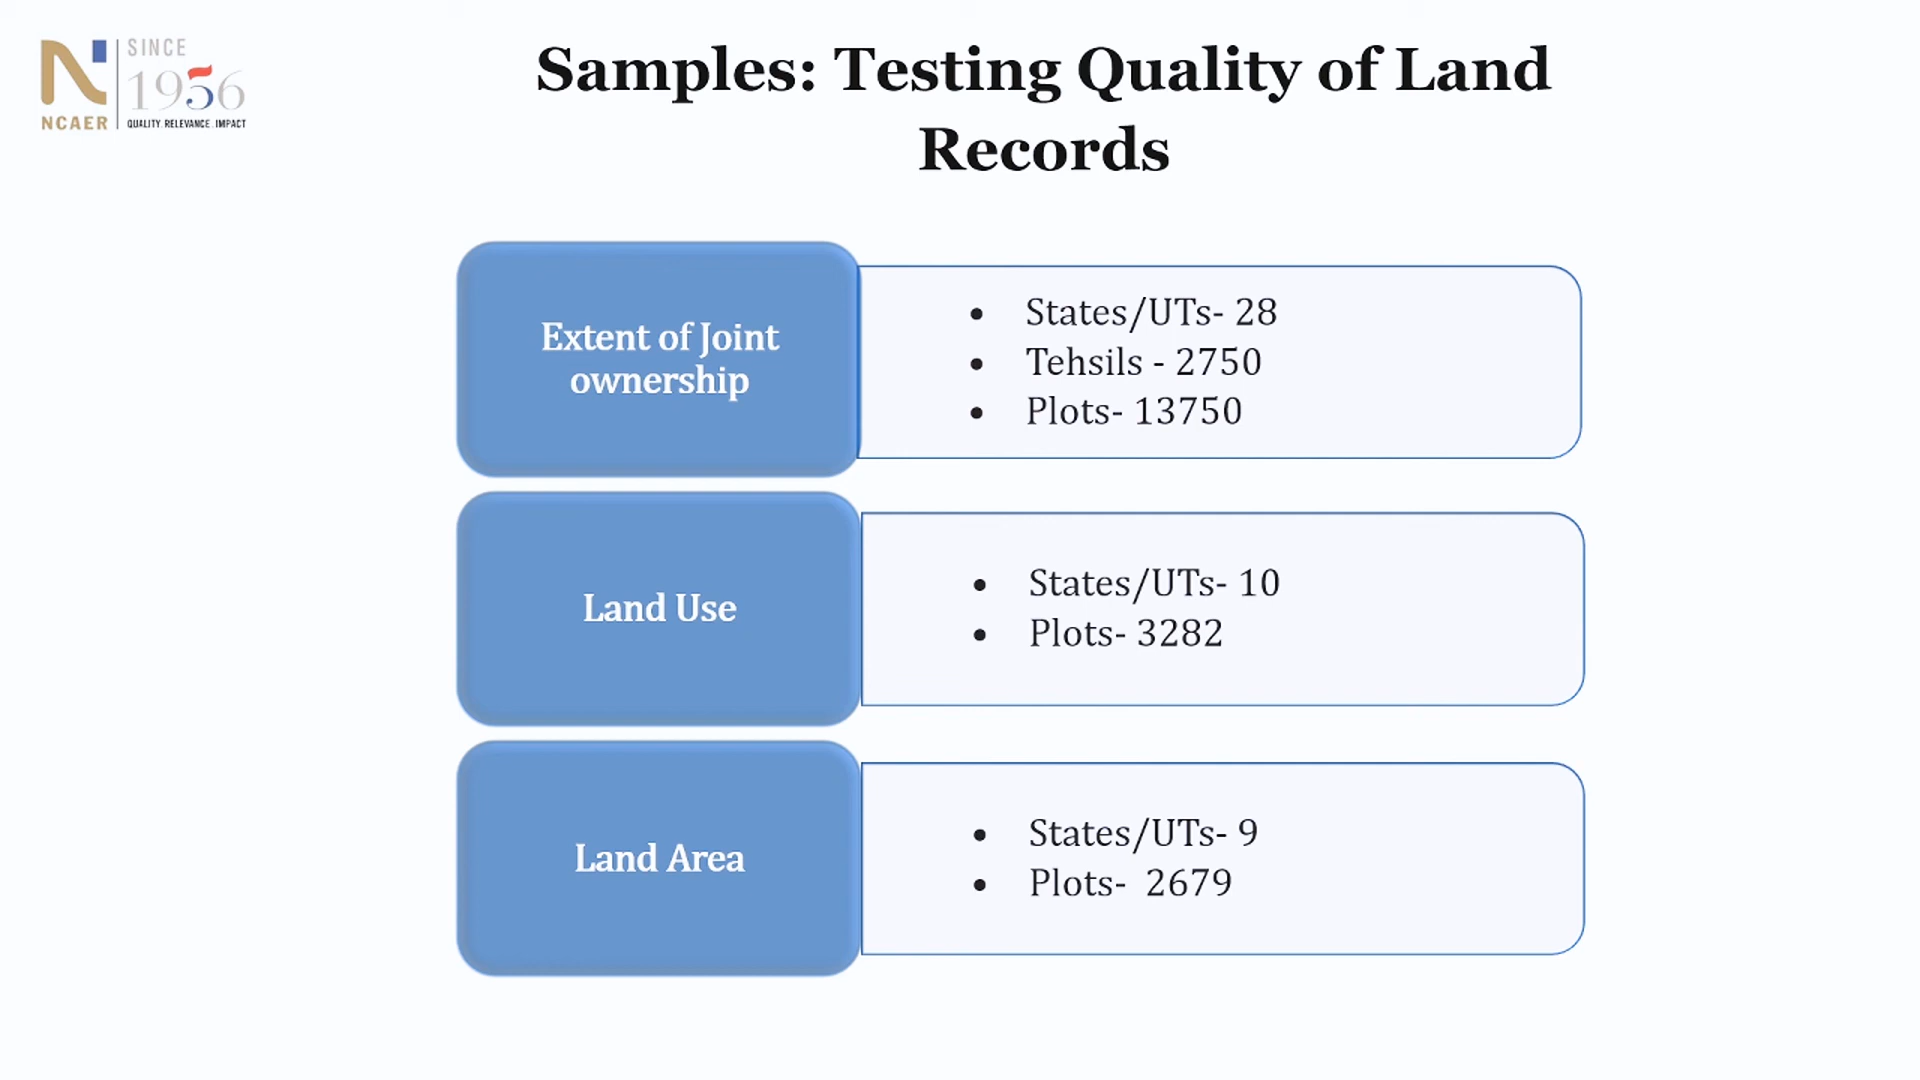 SINCE
1956
NCAER
QUALITY. RELEVANCE. IMPACT
Samples: Testing Quality of Land
Records
Extent of Joint
ownership
• States/UTs- 28
• Tehsils - 2750
• Plots- 13750
Land Use
• States/UTs- 10
• Plots- 3282
Land Area
• States/UTs- 9
• Plots-  2679